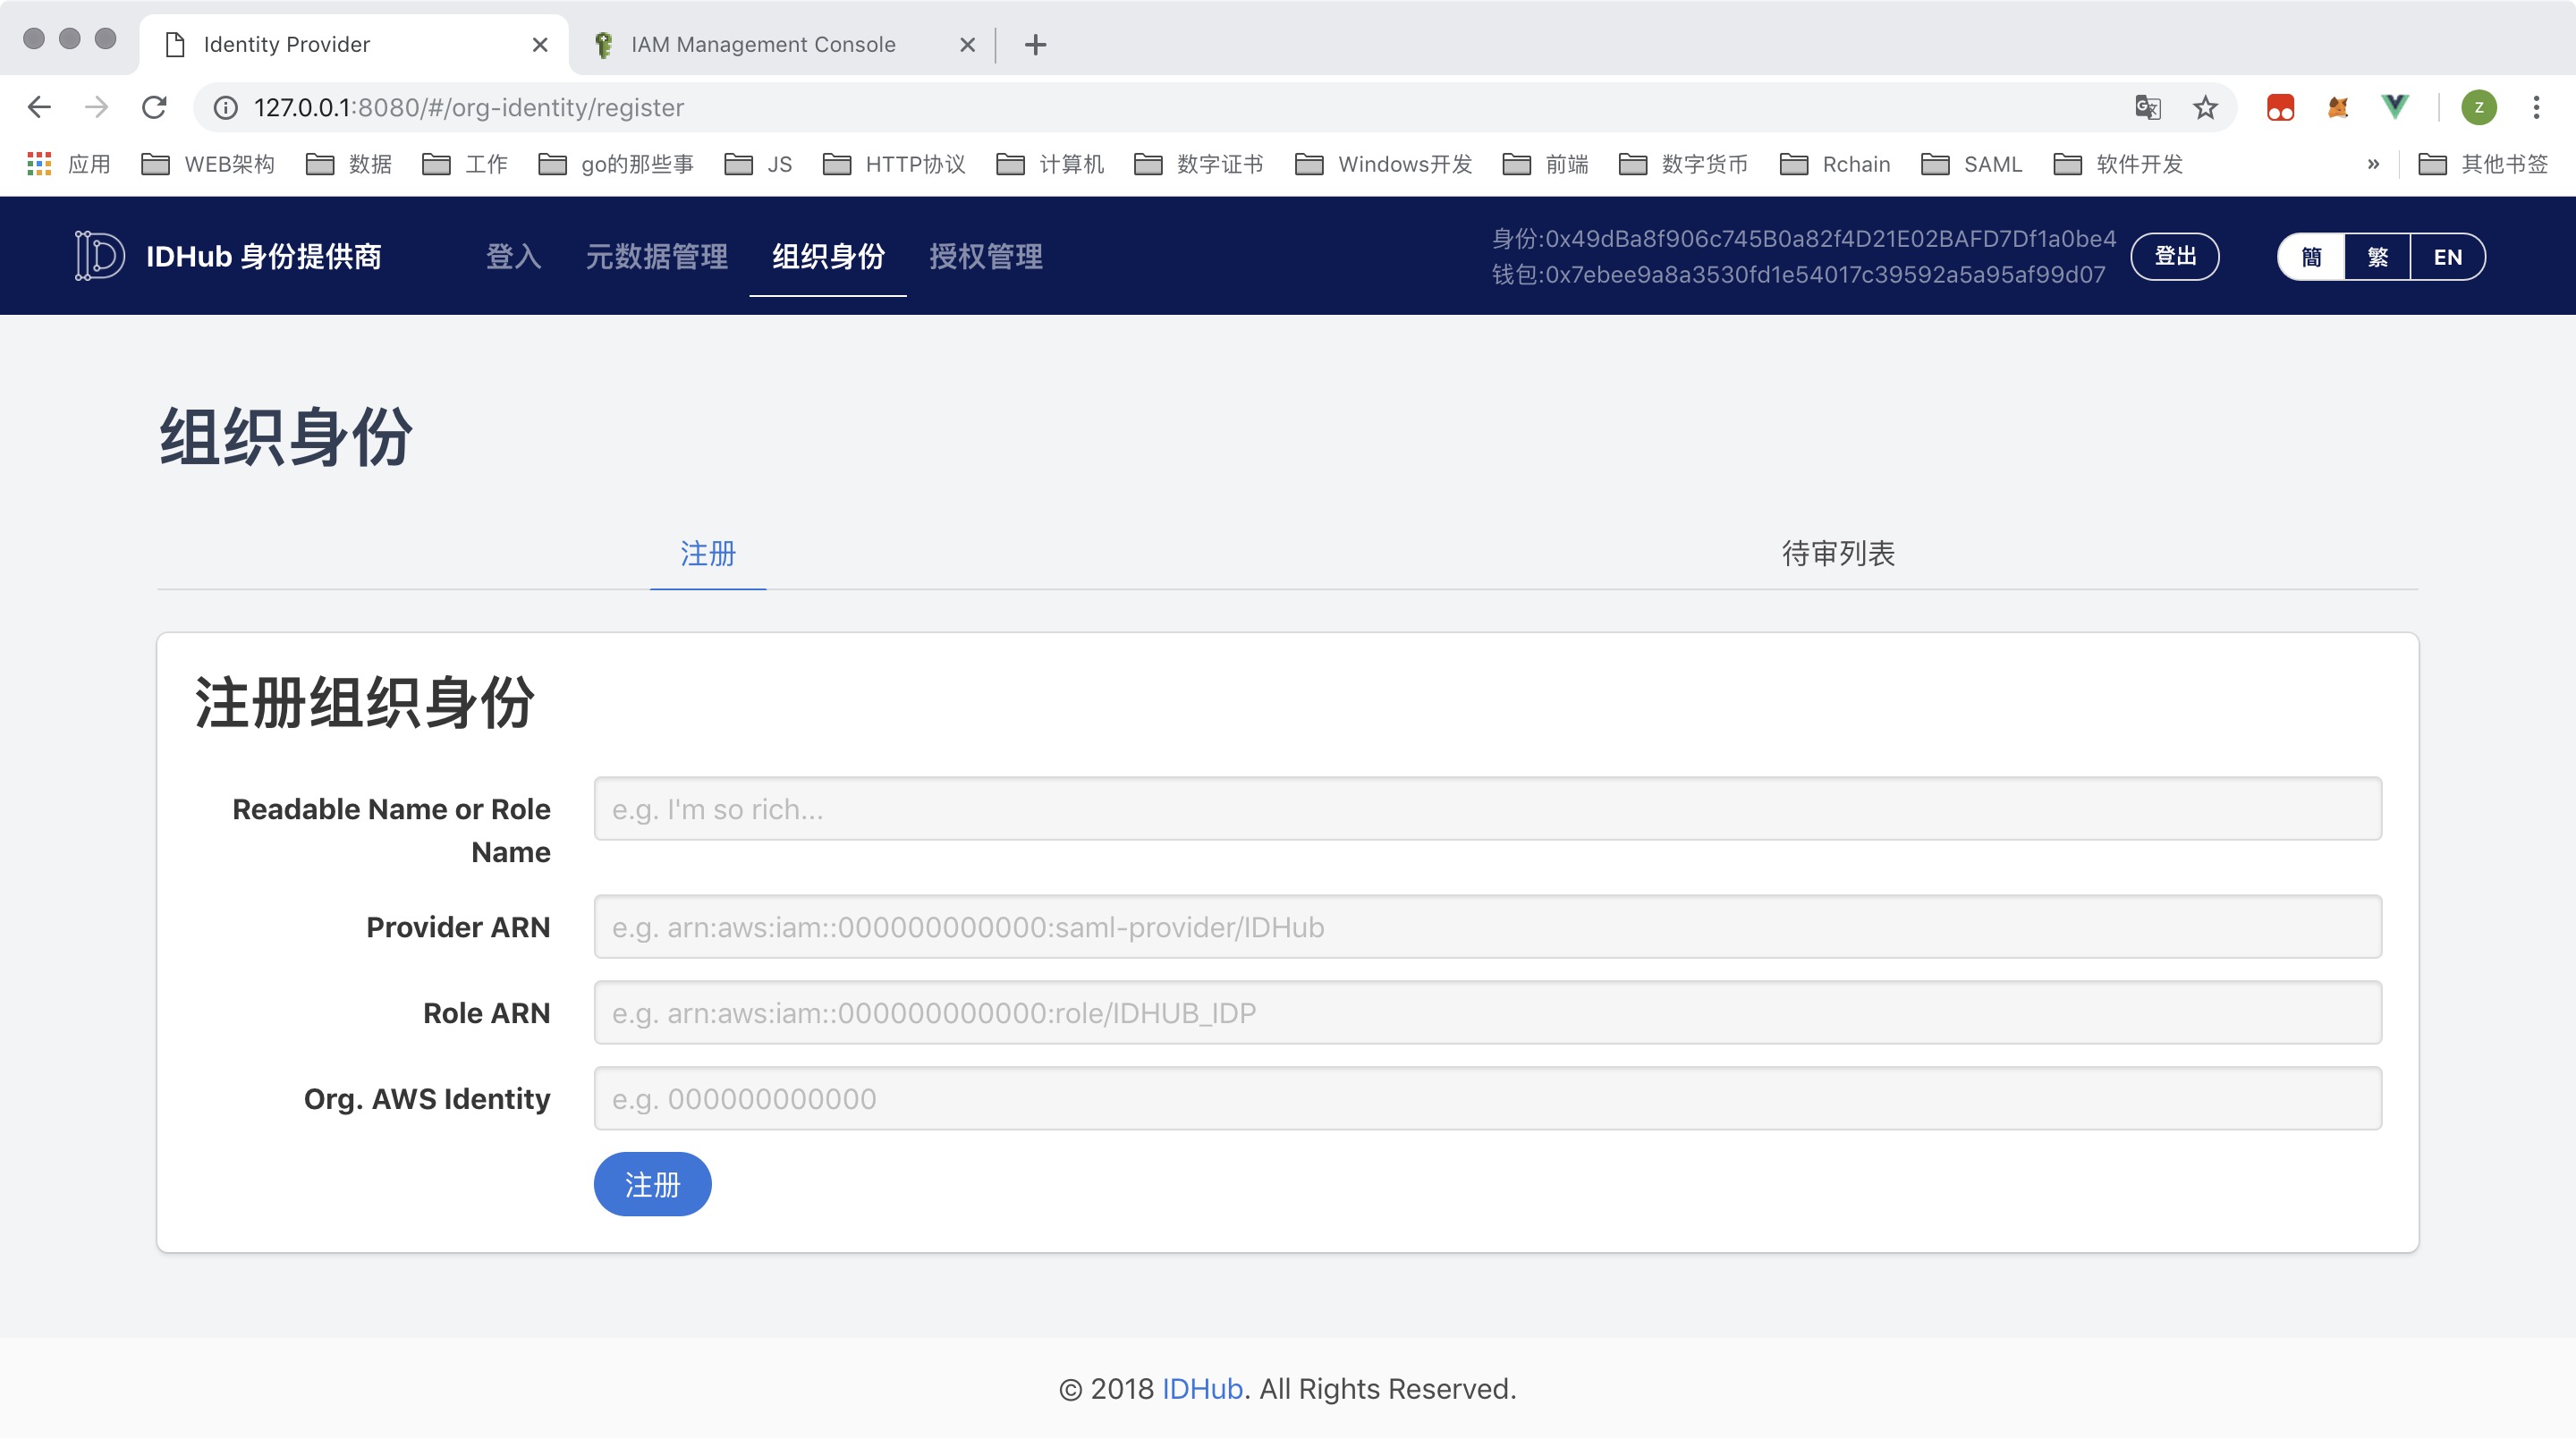 Identity Provider
IAM Management Console
127.0.0.1:8080/#/org-identity/register
Z
应用 WEB架构 数据 工作 go的那些事 JS HTTP协议 计算机 数字证书 Windows开发 前端 数字货币 Rchain SAML 软件开发 » 其他书签
IDHub 身份提供商 登入 元数据管理 组织身份 授权管理
身份:0x49dBa8f906c745B0a82f4D21E02BAFD7Df1a0be4
钱包:0x7ebee9a8a3530fd1e54017c39592a5a95af99d07
登出 簡 繁 EN
组织身份
注册 待审列表
注册组织身份
Readable Name or Role
Name
e.g. I'm so rich...
Provider ARN e.g. arn:aws:iam::000000000000:saml-provider/IDHub
Role ARN e.g. arn:aws:iam::000000000000:role/IDHUB_IDP
Org. AWS Identity e.g. 000000000000
注册
© 2018 IDHub. All Rights Reserved.